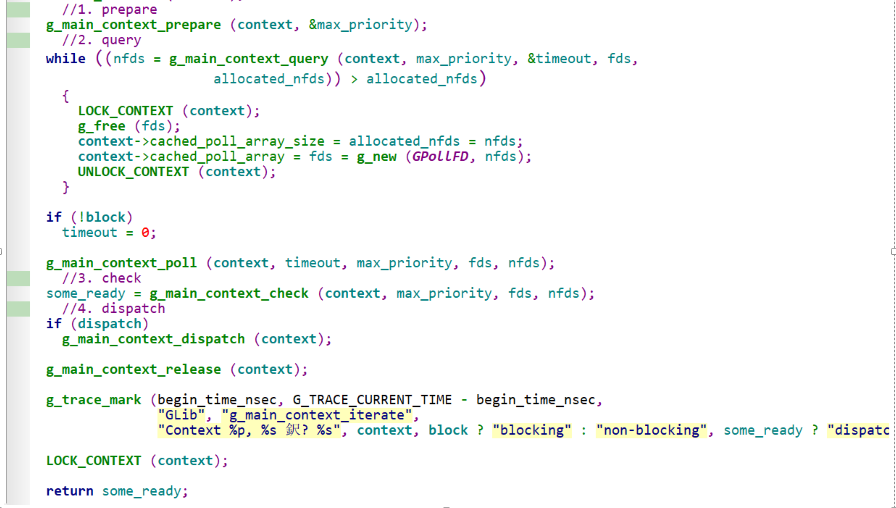 //1. prepare
g_main_context_prepare (context, &max_priority);
//2. query
while ((nfds = g_main_context_query (context, max_priority, &timeout, fds,
allocated_nfds)) > allocated_nfds)
{
LOCK_CONTEXT (context);
g_free (fds);
context->cached_poll_array_size = allocated_nfds = nfds;
context->cached_poll_array = fds = g_new (GPollFD, nfds);
UNLOCK_CONTEXT (context);
}
if (!block)
timeout = 0;
g_main_context_poll (context, timeout, max_priority, fds, nfds);
//3. check
some_ready = g_main_context_check (context, max_priority, fds, nfds);
//4. dispatch
if (dispatch)
g_main_context_dispatch (context);
g_main_context_release (context);
g_trace_mark (begin_time_nsec, G_TRACE_CURRENT_TIME - begin_time_nsec,
"GLib", "g_main_context_iterate",
"Context %p, %s 鈬? %s", context, block ? "blocking" : "non-blocking", some_ready ? "dispatc
LOCK_CONTEXT (context);
return some_ready;